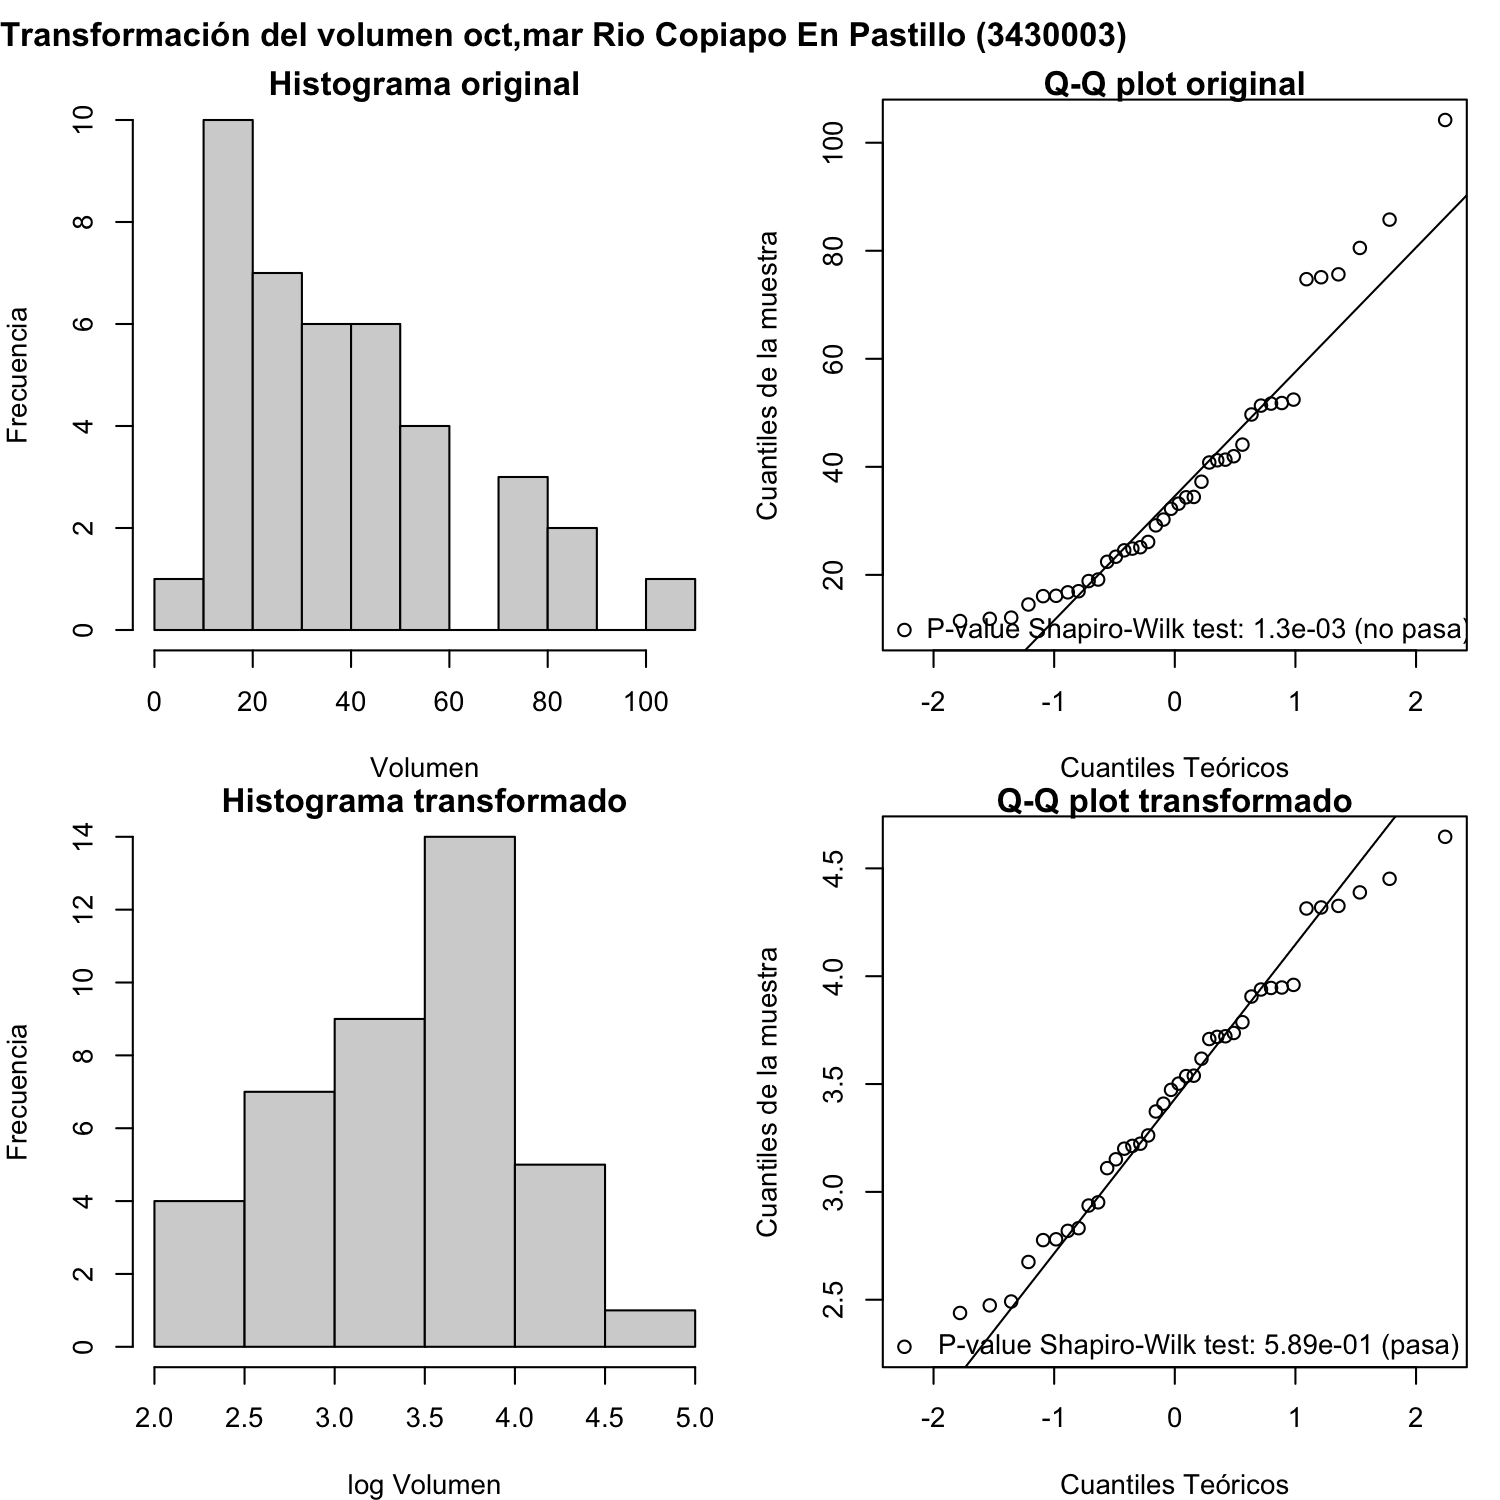 Transformación del volumen oct,mar Rio Copiapo En Pastillo (3430003)
Histograma original
Frecuencia
0 2 4 6 8 10
0 20 40 60 80 100
Volumen
Q-Q plot original
Cuantiles de la muestra
20 40 60 80 100
P-value Shapiro-Wilk test: 1.3e-03 (no pasa)
-2 -1 0 1 2
Cuantiles Teóricos
Histograma transformado
Frecuencia
0 2 4 6 8 10 12 14
2.0 2.5 3.0 3.5 4.0 4.5 5.0
log Volumen
Q-Q plot transformado
Cuantiles de la muestra
2.5 3.0 3.5 4.0 4.5
P-value Shapiro-Wilk test: 5.89e-01 (pasa)
-2 -1 0 1 2
Cuantiles Teóricos